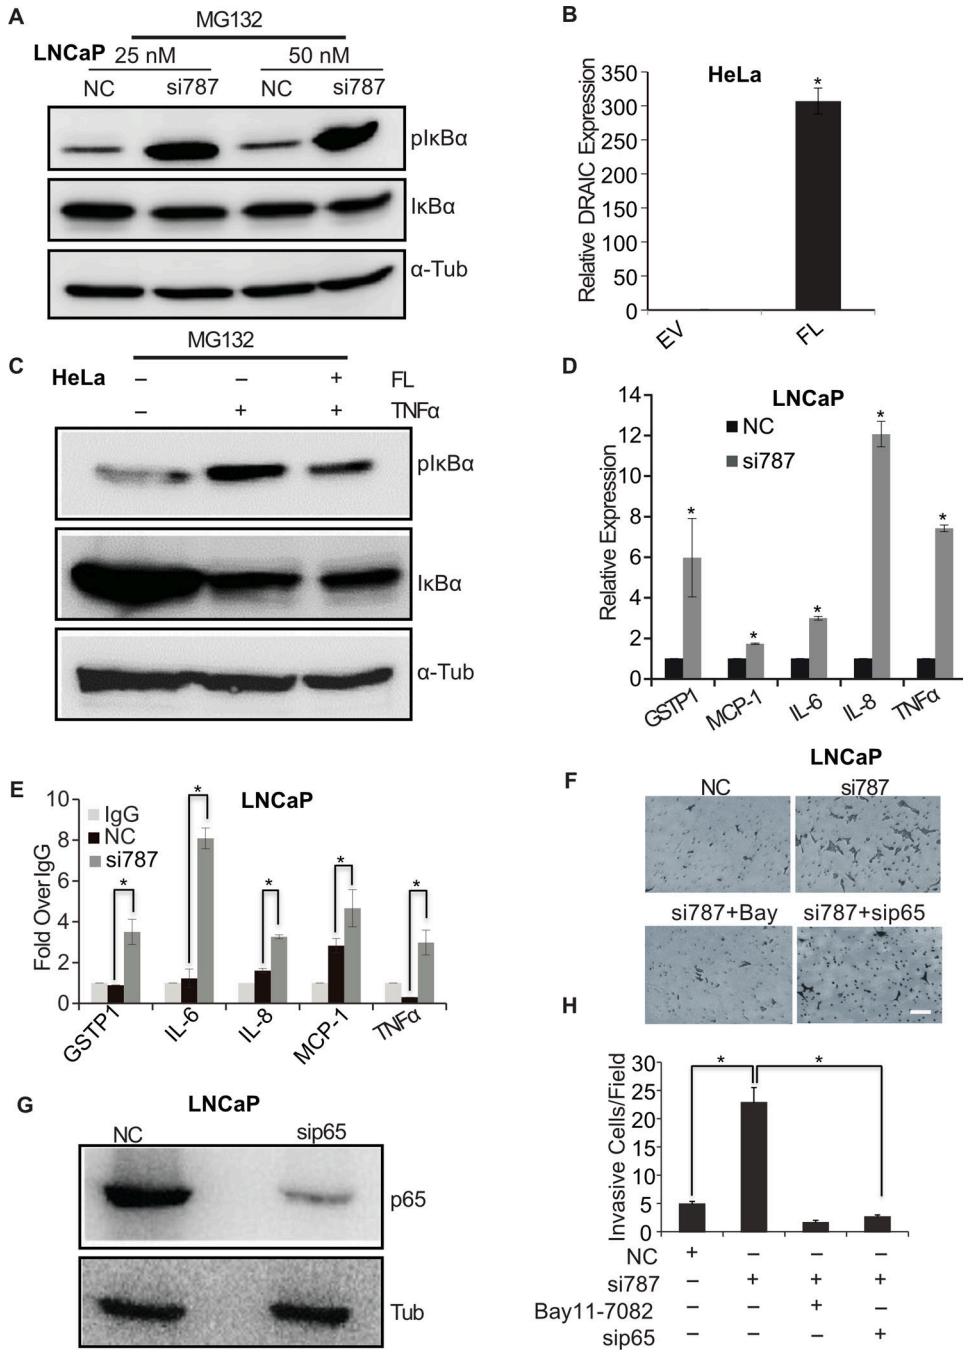 A
MG132
LNCaP 25 nM 50 nM
NC si787 NC si787
pIκBα
IκBα
α-Tub
B
HeLa
Relative DRAIC Expression
350
300
250
200
150
100
50
0
EV FL
*
C
MG132
HeLa – – + FL
– + + TNFα
pIκBα
IκBα
α-Tub
D
LNCaP
NC
si787
Relative Expression
14
12
10
8
6
4
2
0
* * * * *
GSTP1 MCP-1 IL-6 IL-8 TNFα
E
LNCaP
IgG
NC
si787
Fold Over IgG
10
8
6
4
2
0
* * * * *
GSTP1 IL-6 IL-8 MCP-1 TNFα
F
LNCaP
NC si787
si787+Bay si787+sip65
G
LNCaP
NC sip65
p65
Tub
H
Invasive Cells/Field
30
25
20
15
10
5
0
* *
NC + – – –
si787 – + + +
Bay11-7082 – – + –
sip65 – – – +